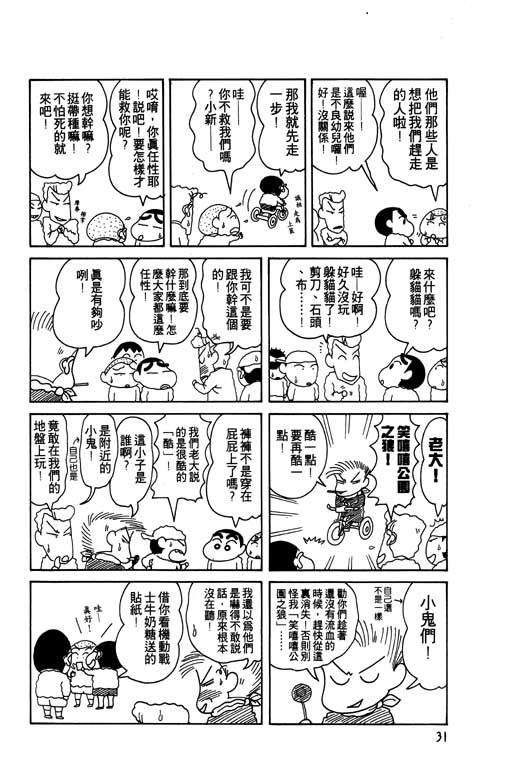 他們那些人是
想把我們趕走
的人啦！
喔！
這麼說來他們
是不良幼兒囉！
好！沒關係！
那我就先走
一步！
識相
走為
上策
哇—
你不救我們嗎
？小新！
哎唷，你真任性耶
！說吧！要怎樣才
能救你呢？
你想幹嘛？
挺帶種嘛！
不怕死的就
來吧！
來什麼吧？
躲貓貓嗎？
哇—好啊！
好久沒玩
躲貓貓了！
剪刀、石頭
、布……！
我可不是要
跟你幹這個
的！
那到底要
幹什麼嘛！怎
麼大家都這麼
任性！
真是有夠吵
咧！
老大！
笑嘻嘻公園
之狼！
酷一點！
要再酷一
點！
褲褲不是穿在
屁屁上了嗎？
我們老大說
的是很酷的
「酷」！
這小子是
誰啊？
是附近的
小鬼！
自己也是
竟敢在我們的
地盤上玩！
小鬼們！
自己還
不是一樣
勸你們趁著
還沒有流血的
時候，趕快從這
裏消失！否則別
怪我「笑嘻嘻公
園之狼」……
我還以為他們
是嚇得不敢說
話，原來根本
沒在聽！
借你看機動戰
士牛奶糖送的
貼紙！
哇—
真好！
31